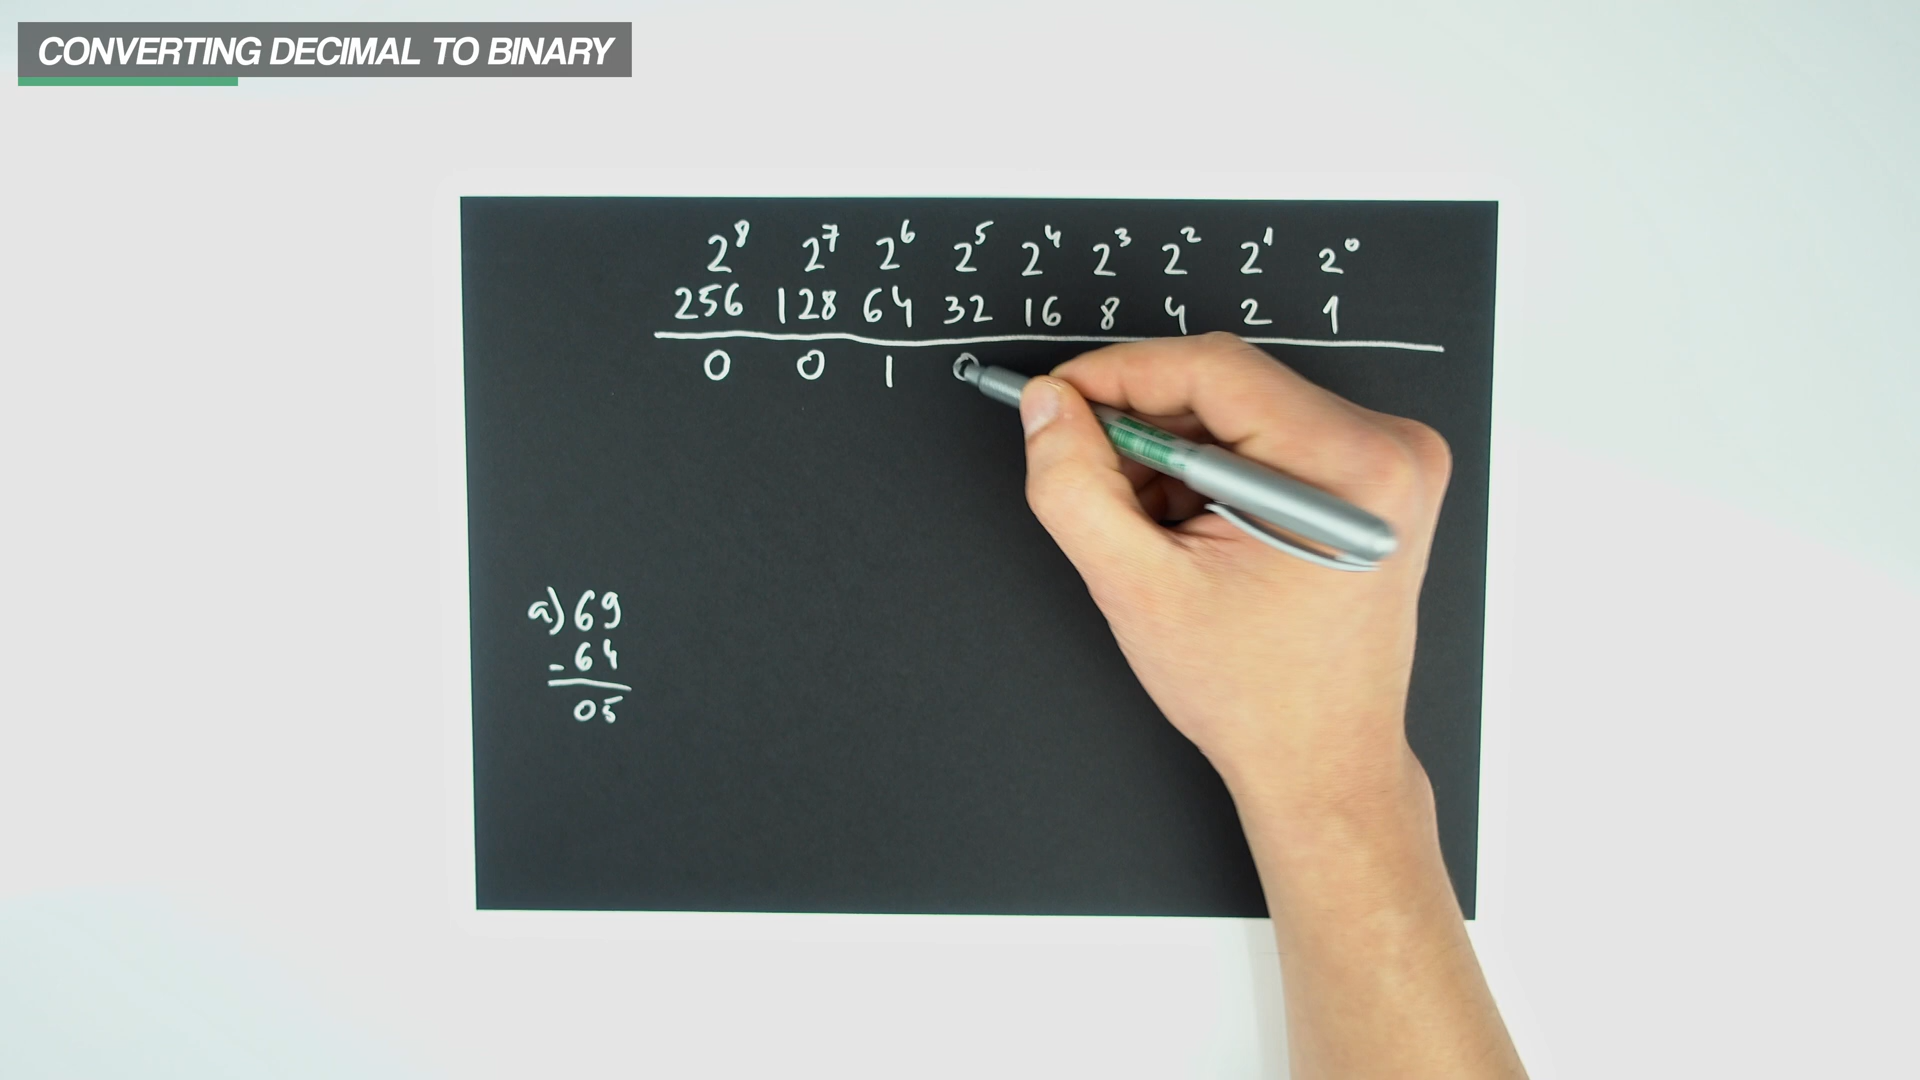 CONVERTING DECIMAL TO BINARY
2⁸ 2⁷ 2⁶ 2⁵ 2⁴ 2³ 2² 2¹ 2⁰
256 128 64 32 16 8 4 2 1
0 0 1 0
a) 69
- 64
05